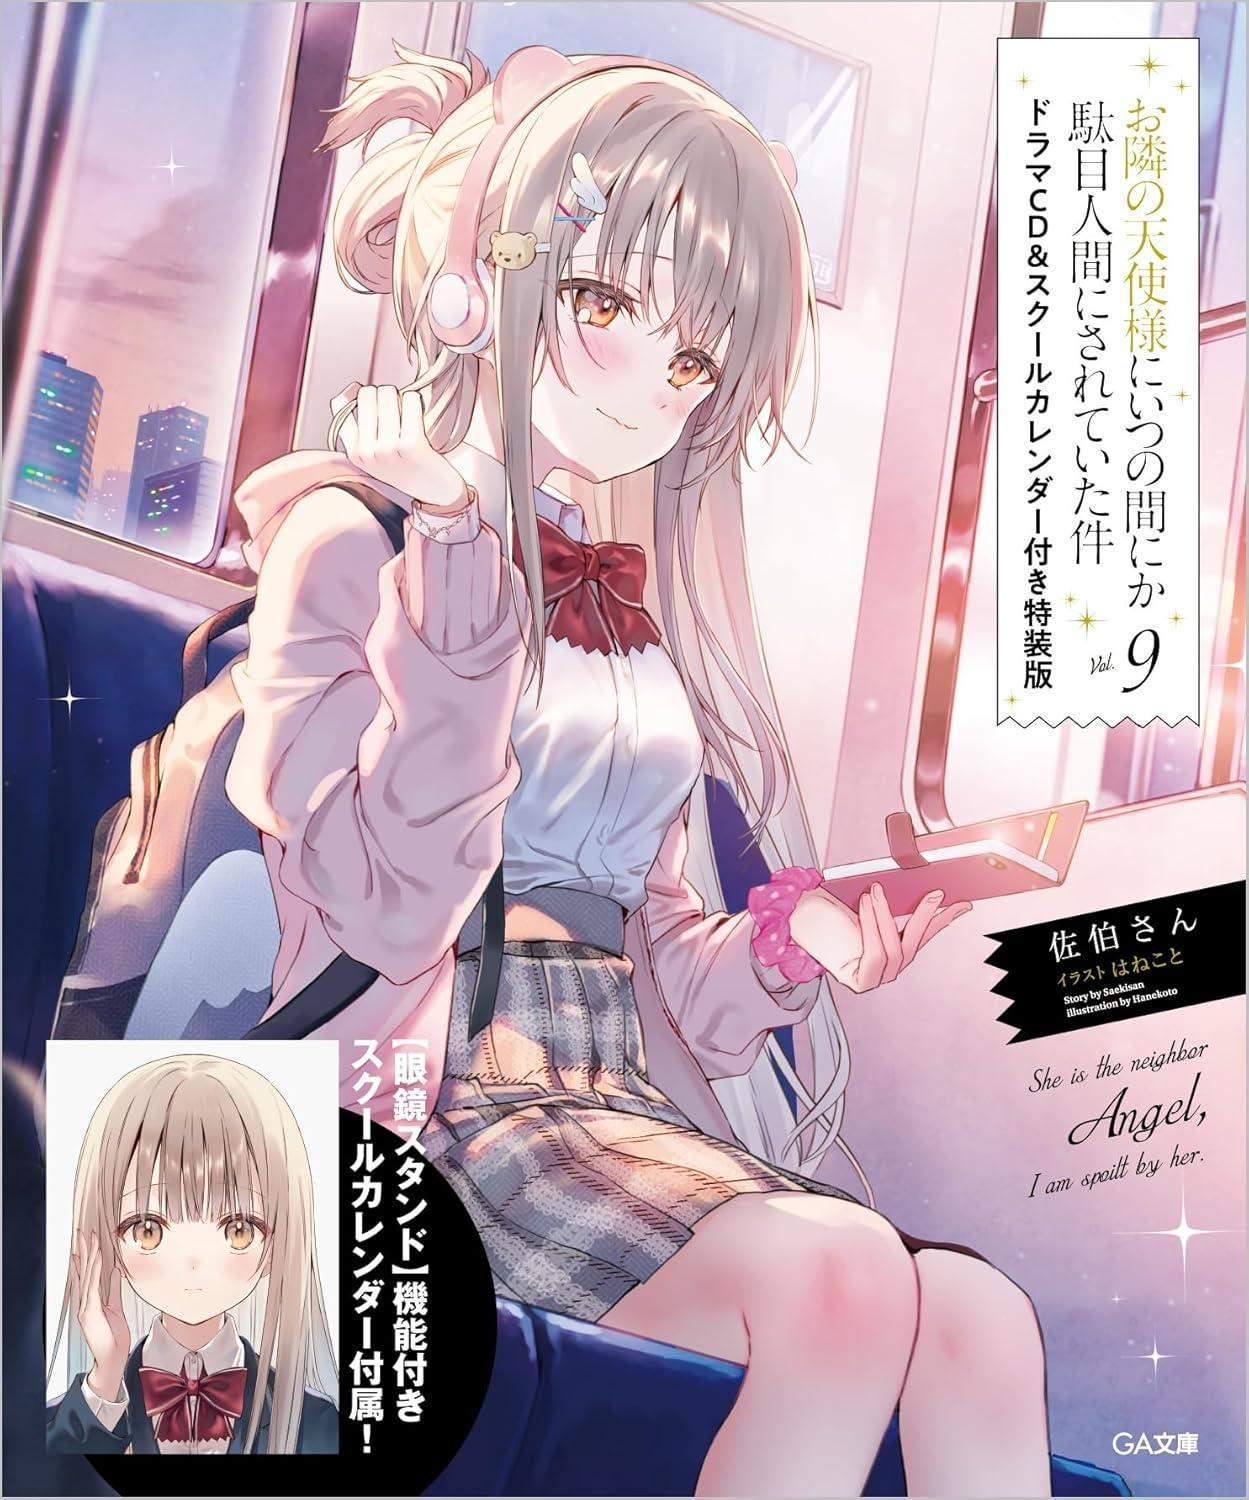 お隣の天使様にいつの間にか
駄目人間にされていた件
Vol. 9
ドラマCD&スクールカレンダー付き特装版
佐伯さん
イラスト はねこと
Story by Saekisan
illustration by Hanekoto
She is the neighbor
Angel,
I am spoilt by her.
【眼鏡スタンド】機能付き
スクールカレンダー付属!
GA文庫